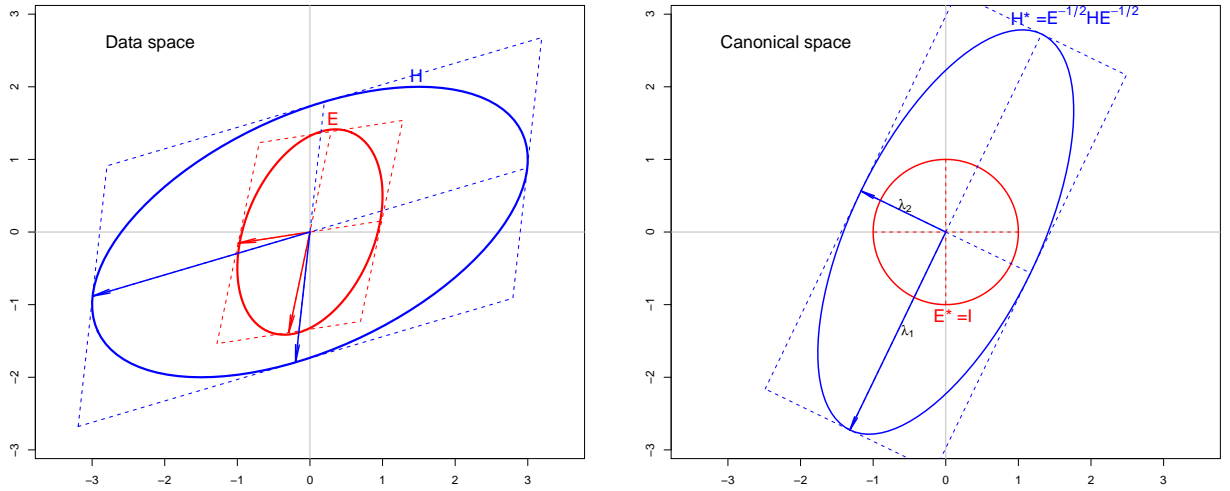 Data space
H
E
3
2
1
0
−1
−2
−3
−3 −2 −1 0 1 2 3
Canonical space
H* =E^{−1/2}HE^{−1/2}
λ2
E* =I
λ1
3
2
1
0
−1
−2
−3
−3 −2 −1 0 1 2 3